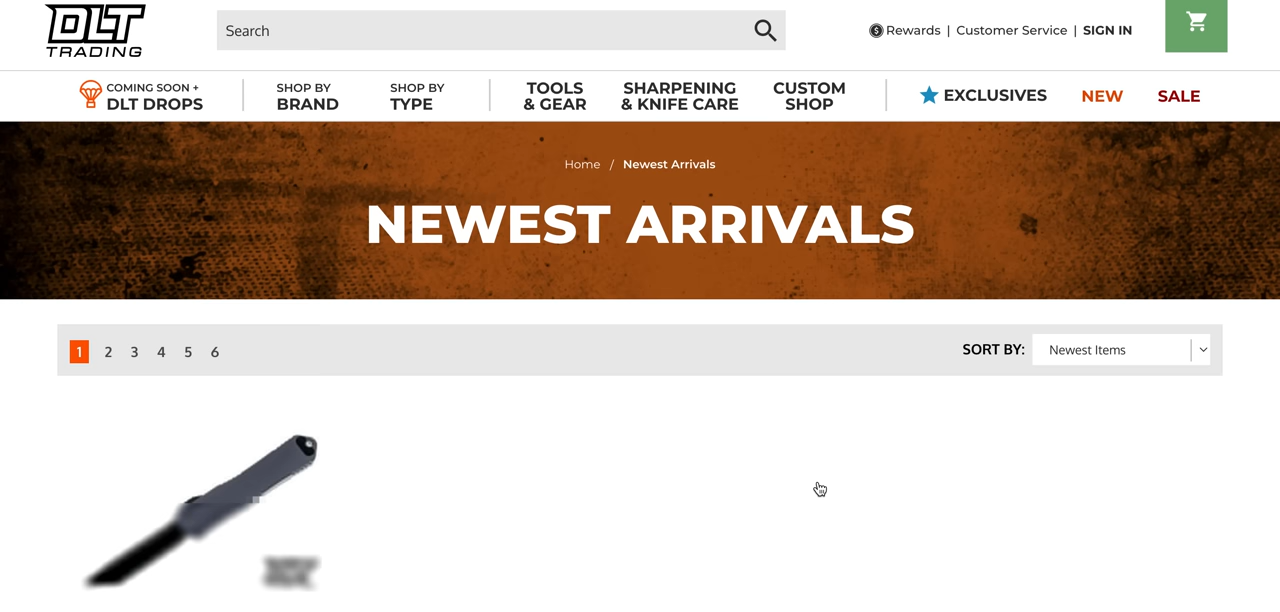 DLT
TRADING
Search
Rewards | Customer Service | SIGN IN
COMING SOON +
DLT DROPS
SHOP BY
BRAND
SHOP BY
TYPE
TOOLS
& GEAR
SHARPENING
& KNIFE CARE
CUSTOM
SHOP
EXCLUSIVES
NEW
SALE
Home / Newest Arrivals
NEWEST ARRIVALS
1 2 3 4 5 6
SORT BY: Newest Items